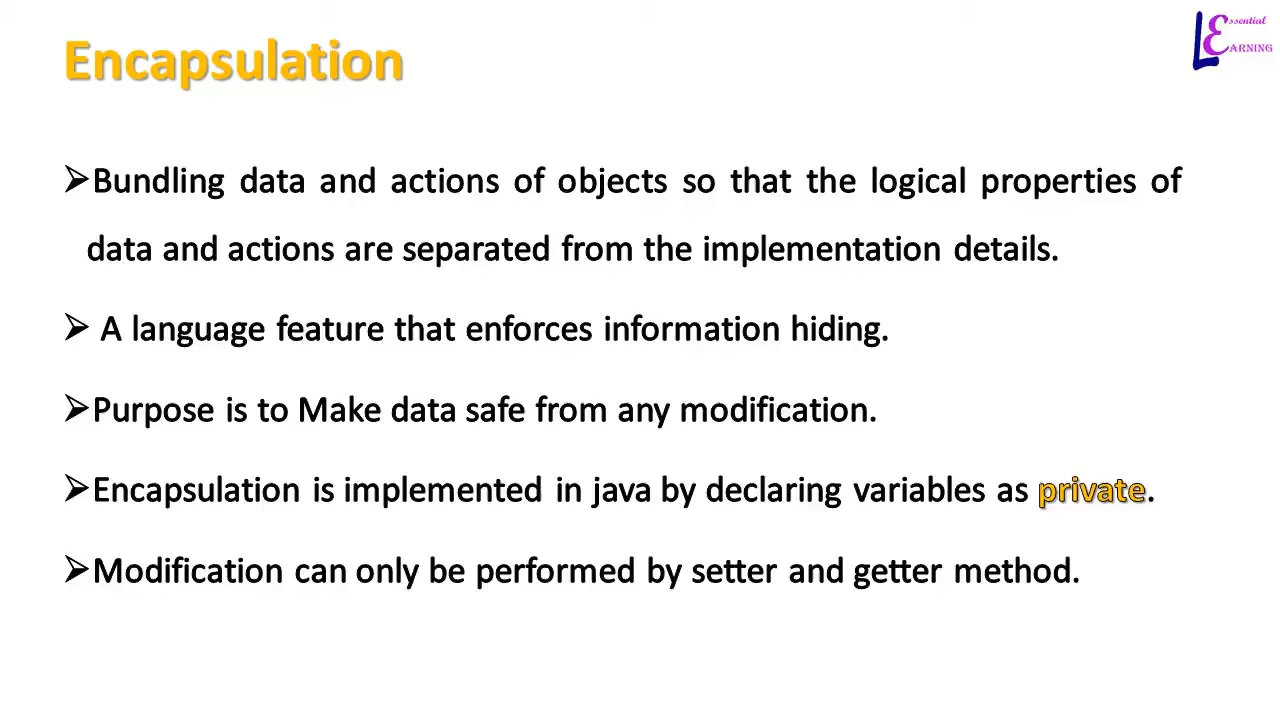 Encapsulation
Essential
LEARNING
➢Bundling data and actions of objects so that the logical properties of
data and actions are separated from the implementation details.
➢ A language feature that enforces information hiding.
➢Purpose is to Make data safe from any modification.
➢Encapsulation is implemented in java by declaring variables as private.
➢Modification can only be performed by setter and getter method.